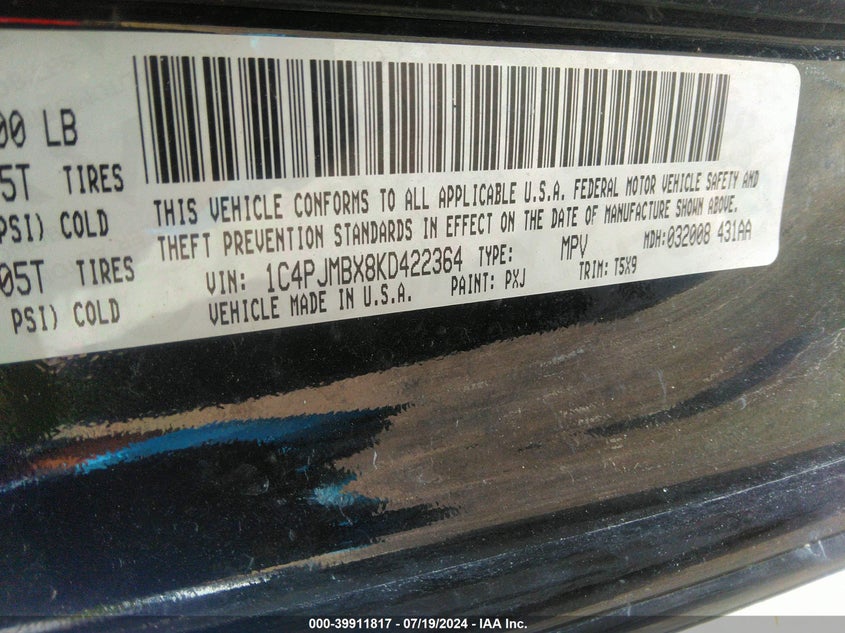 00 LB
5T TIRES
PSI) COLD
05T TIRES
PSI) COLD
THIS VEHICLE CONFORMS TO ALL APPLICABLE U.S.A. FEDERAL MOTOR VEHICLE SAFETY AND
THEFT PREVENTION STANDARDS IN EFFECT ON THE DATE OF MANUFACTURE SHOWN ABOVE.
VIN: 1C4PJMBX8KD422364 TYPE: MPV MDH:032008 431AA
VEHICLE MADE IN U.S.A. PAINT: PXJ TRIM: T5X9
000-39911817 - 07/19/2024 - IAA Inc.